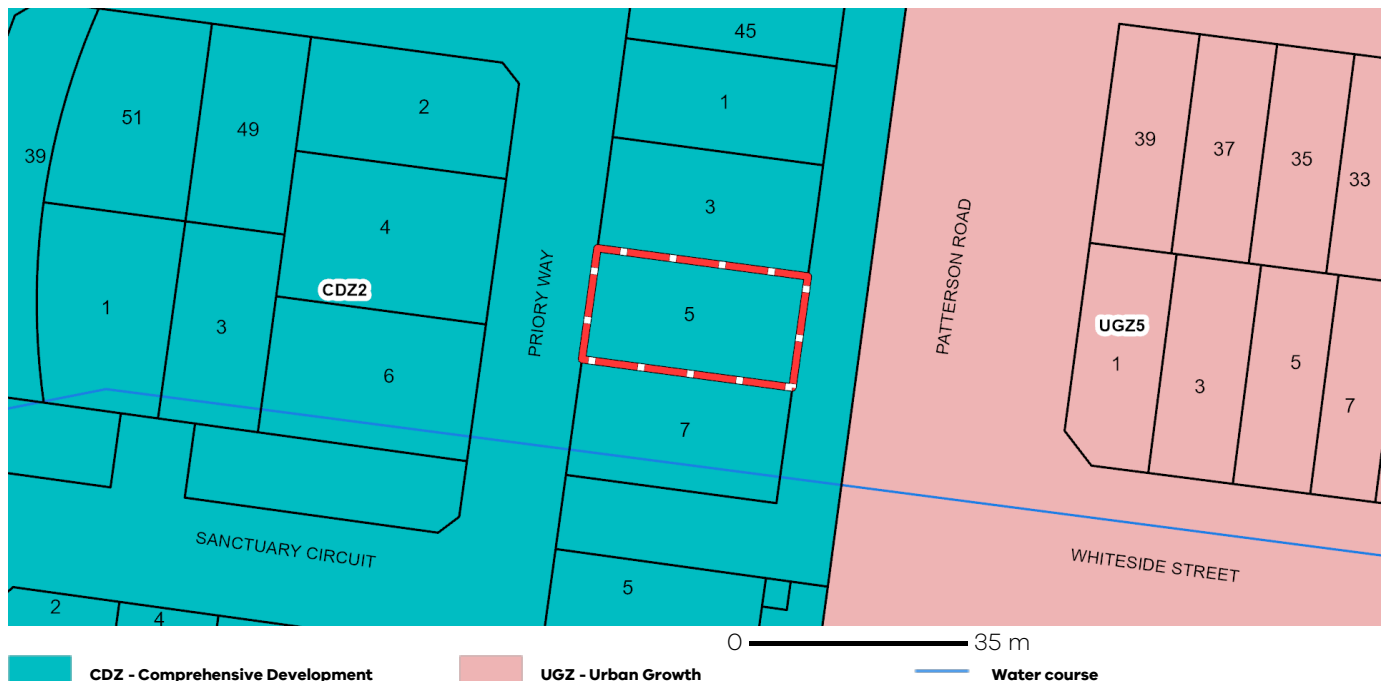 45
51
49
2
1
39
37
35
33
39
4
3
PRIORY WAY
PATTERSON ROAD
CDZ2
1
3
5
UGZ5
1
3
5
7
6
7
SANCTUARY CIRCUIT
WHITESIDE STREET
2
4
5
0 35 m
CDZ - Comprehensive Development
UGZ - Urban Growth
Water course